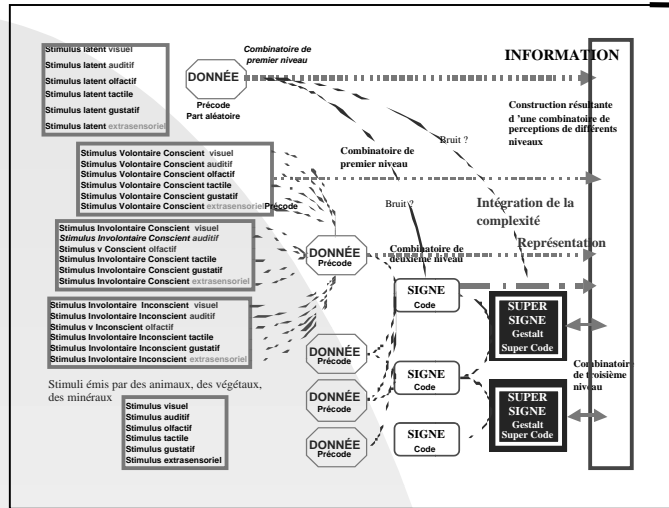 Stimulus latent visuel
Stimulus latent auditif
Stimulus latent olfactif
Stimulus latent tactile
Stimulus latent gustatif
Stimulus latent extrasensoriel
DONNÉE
Précode
Part aléatoire
Combinatoire de
premier niveau
INFORMATION
Construction résultante
d 'une combinatoire de
perceptions de différents
niveaux
Bruit ?
Combinatoire de
premier niveau
Stimulus Volontaire Conscient visuel
Stimulus Volontaire Conscient auditif
Stimulus Volontaire Conscient olfactif
Stimulus Volontaire Conscient tactile
Stimulus Volontaire Conscient gustatif
Stimulus Volontaire Conscient extrasensoriel Précode
Bruit ?
Intégration de la
complexité
Représentation
Stimulus Involontaire Conscient visuel
Stimulus Involontaire Conscient auditif
Stimulus v Conscient olfactif
Stimulus Involontaire Conscient tactile
Stimulus Involontaire Conscient gustatif
Stimulus Involontaire Conscient extrasensoriel
DONNÉE
Précode
Combinatoire de
deuxième niveau
SIGNE
Code
SUPER
SIGNE
Gestalt
Super Code
Stimulus Involontaire Inconscient visuel
Stimulus Involontaire Inconscient auditif
Stimulus v Inconscient olfactif
Stimulus Involontaire Inconscient tactile
Stimulus Involontaire Inconscient gustatif
Stimulus Involontaire Inconscient extrasensoriel
DONNÉE
Précode
SIGNE
Code
Combinatoire
de troisième
niveau
Stimuli émis par des animaux, des végétaux,
des minéraux
Stimulus visuel
Stimulus auditif
Stimulus olfactif
Stimulus tactile
Stimulus gustatif
Stimulus extrasensoriel
DONNÉE
Précode
DONNÉE
Précode
SIGNE
Code
SUPER
SIGNE
Gestalt
Super Code